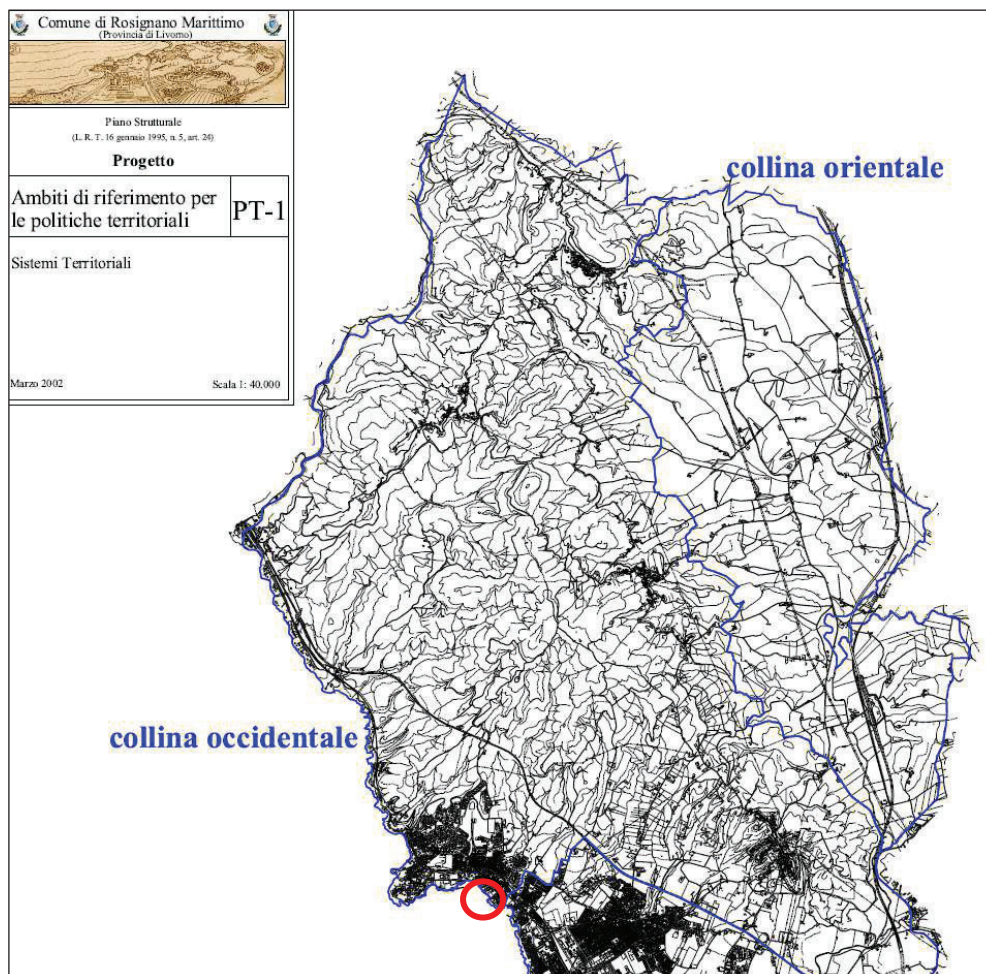 Comune di Rosignano Marittimo
(Provincia di Livorno)
Piano Strutturale
(L. R. T. 16 gennaio 1995, n. 5, art. 24)
Progetto
Ambiti di riferimento per
le politiche territoriali
PT-1
Sistemi Territoriali
Marzo 2002
Scala 1: 40.000
collina orientale
collina occidentale